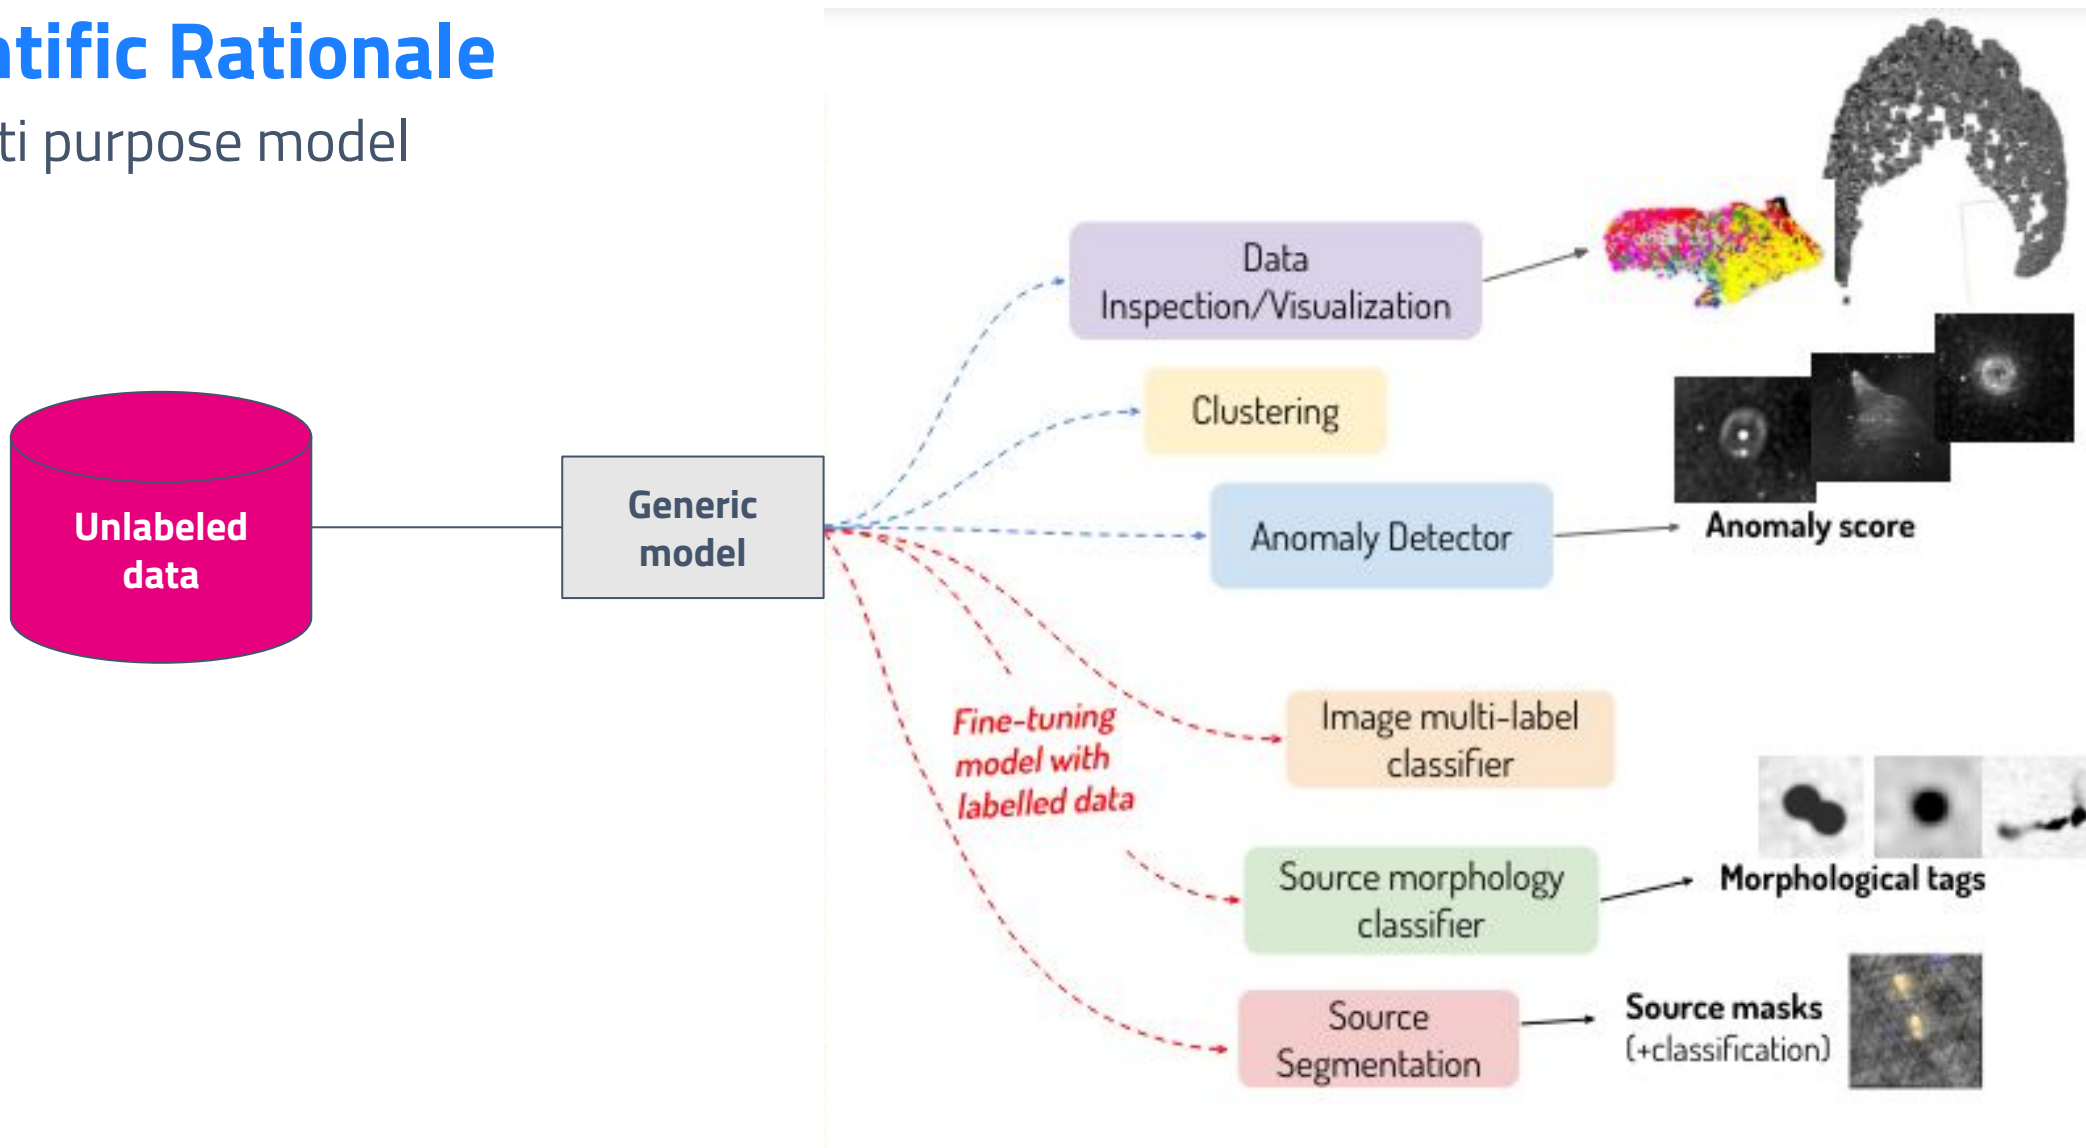 ntific Rationale
ti purpose model
Data
Inspection/Visualization
Clustering
Unlabeled
data
Generic
model
Anomaly Detector
Anomaly score
Fine-tuning
model with
labelled data
Image multi-label
classifier
Source morphology
classifier
Morphological tags
Source
Segmentation
Source masks
(+classification)